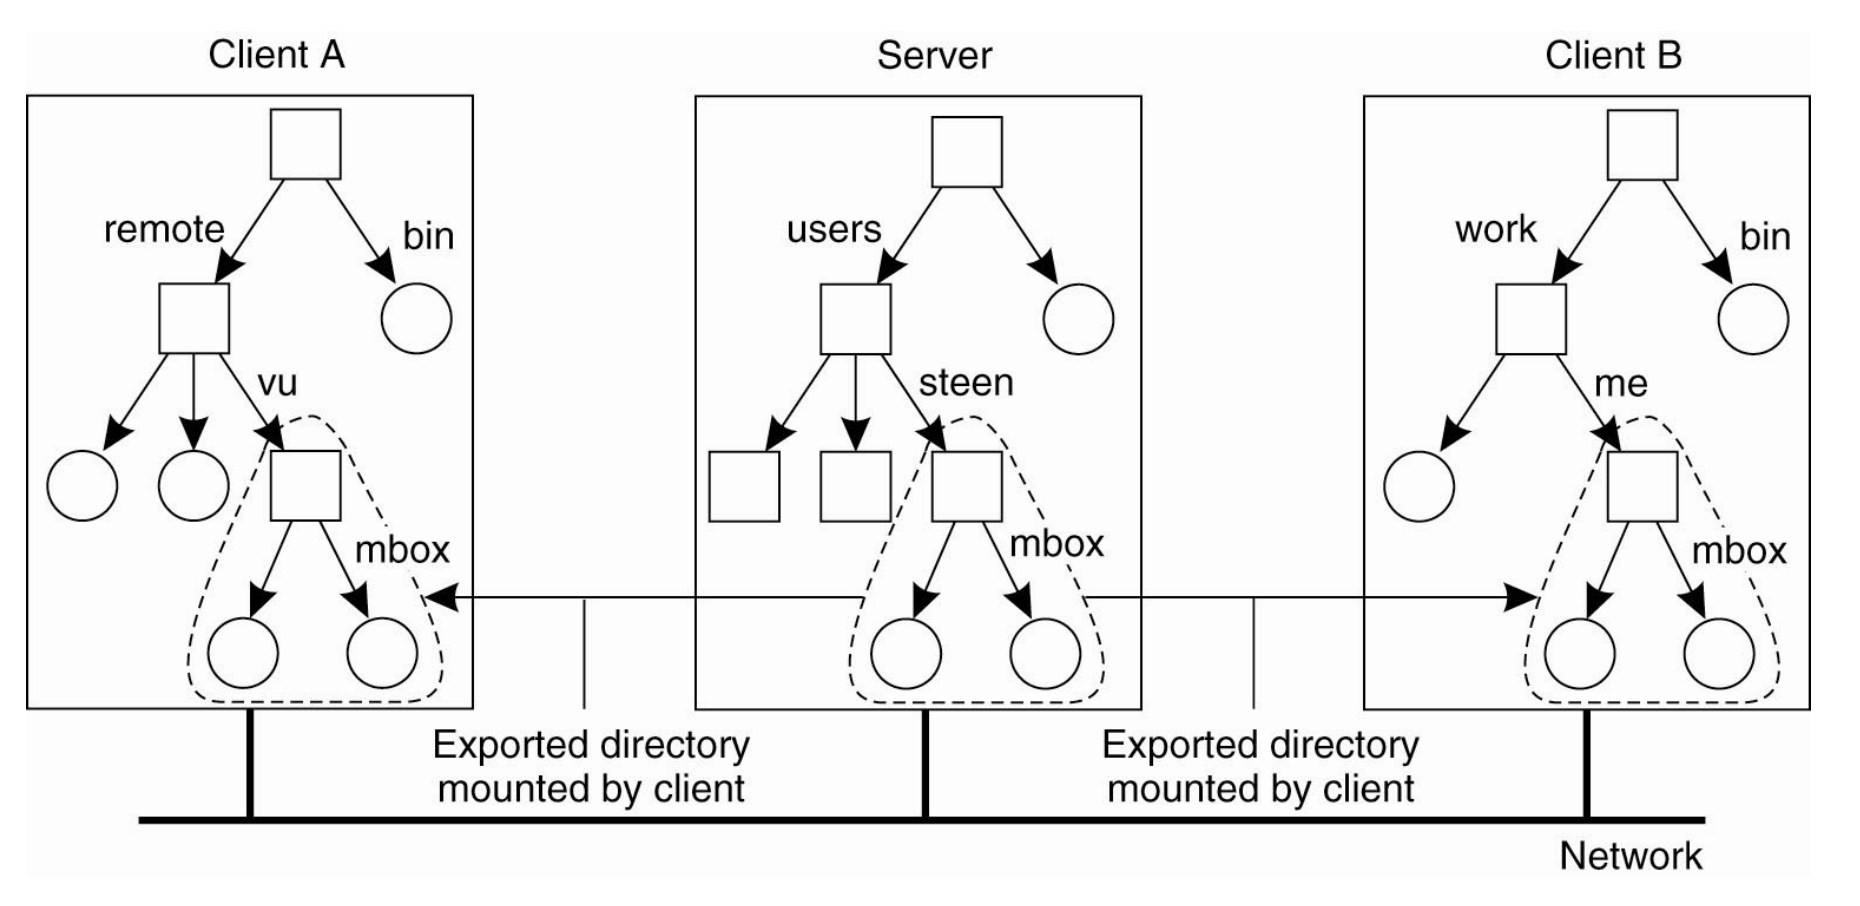 Client A
Server
Client B
remote
bin
users
work
bin
vu
steen
me
mbox
mbox
mbox
Exported directory
mounted by client
Exported directory
mounted by client
Network